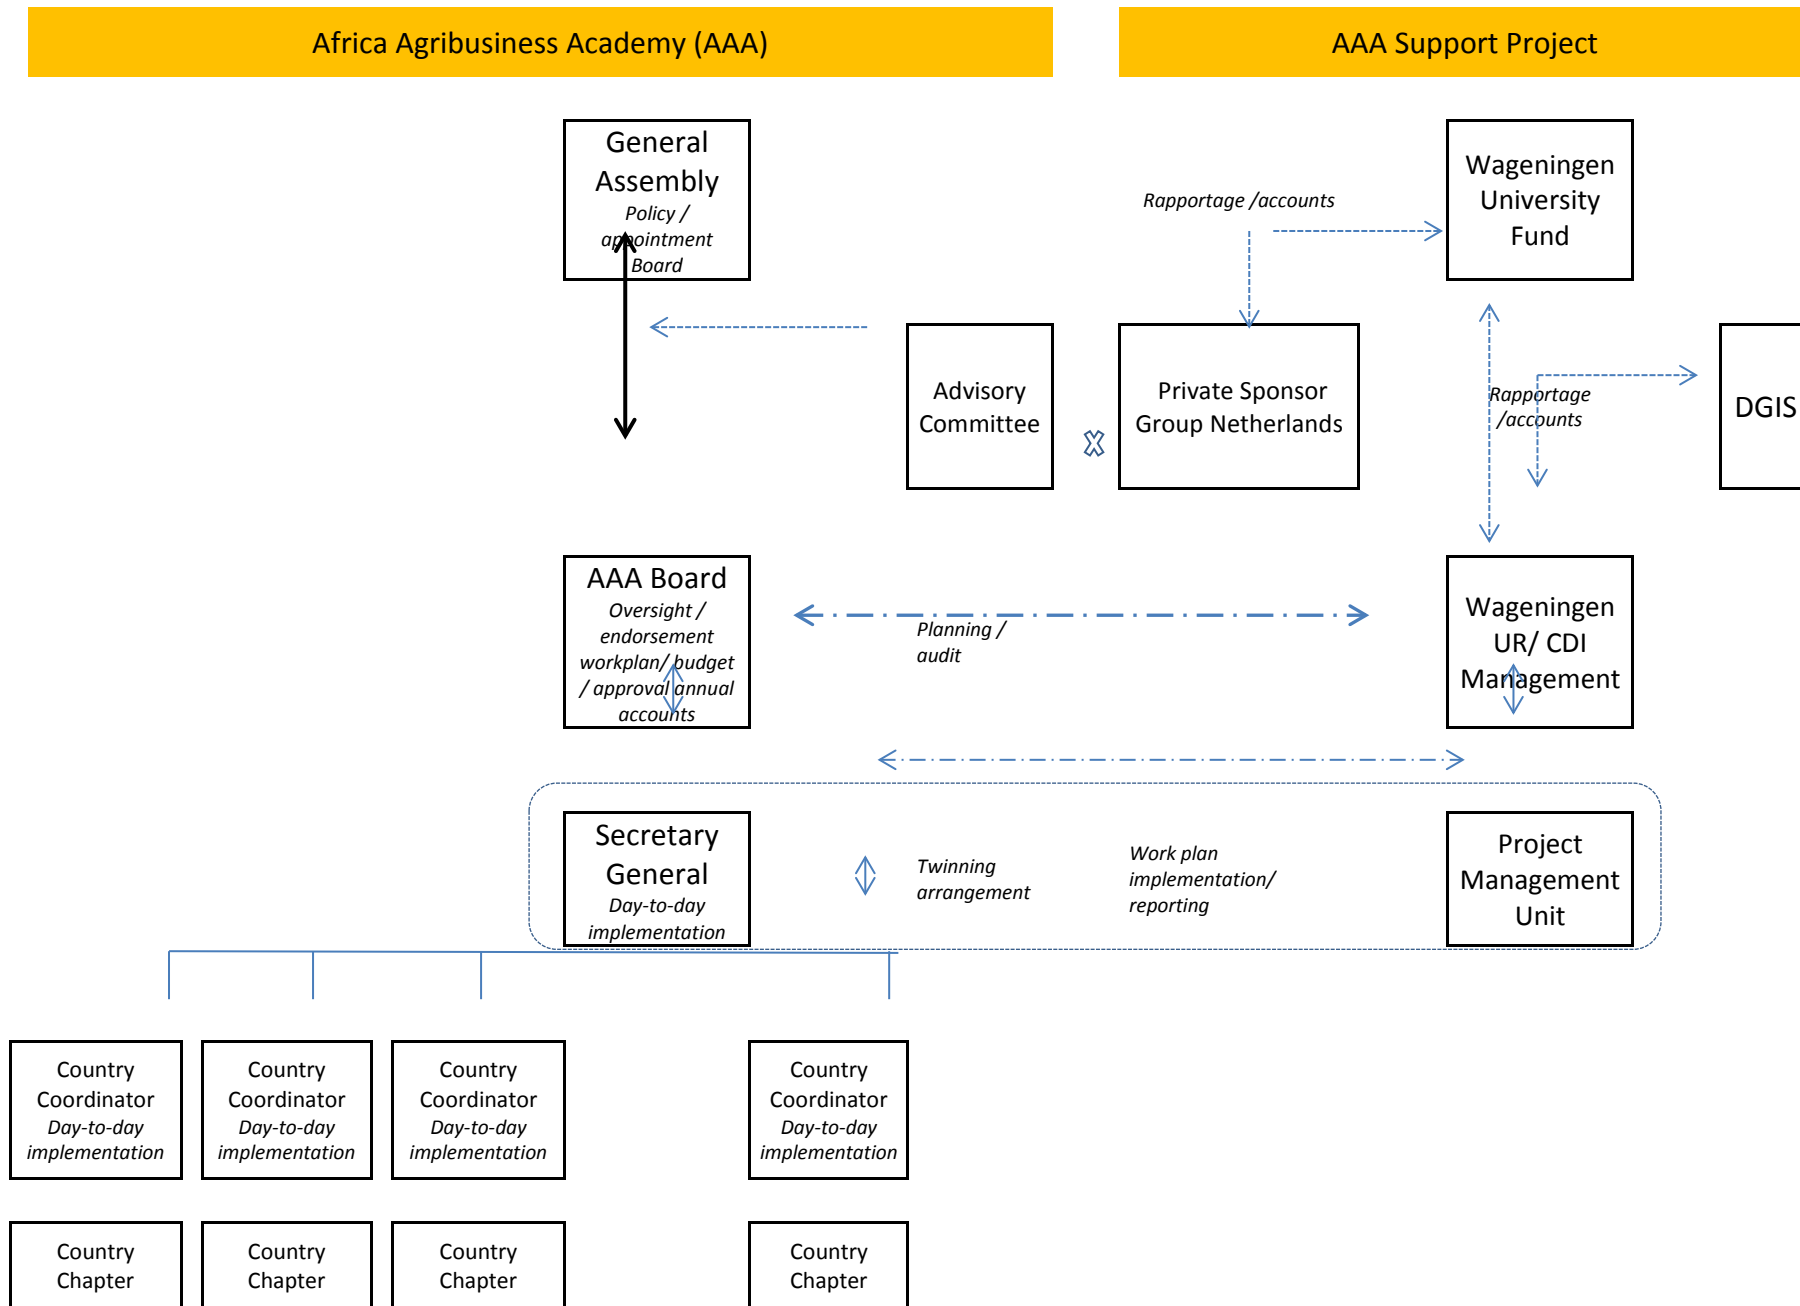 Africa Agribusiness Academy (AAA)
AAA Support Project
General
Assembly
Policy /
appointment
Board
Rapportage /accounts
Wageningen
University
Fund
Advisory
Committee
Private Sponsor
Group Netherlands
Rapportage
/accounts
DGIS
AAA Board
Oversight /
endorsement
workplan/ budget
/ approval annual
accounts
Planning /
audit
Wageningen
UR/ CDI
Management
Secretary
General
Day-to-day
implementation
Twinning
arrangement
Work plan
implementation/
reporting
Project
Management
Unit
Country
Coordinator
Day-to-day
implementation
Country
Coordinator
Day-to-day
implementation
Country
Coordinator
Day-to-day
implementation
Country
Coordinator
Day-to-day
implementation
Country
Chapter
Country
Chapter
Country
Chapter
Country
Chapter